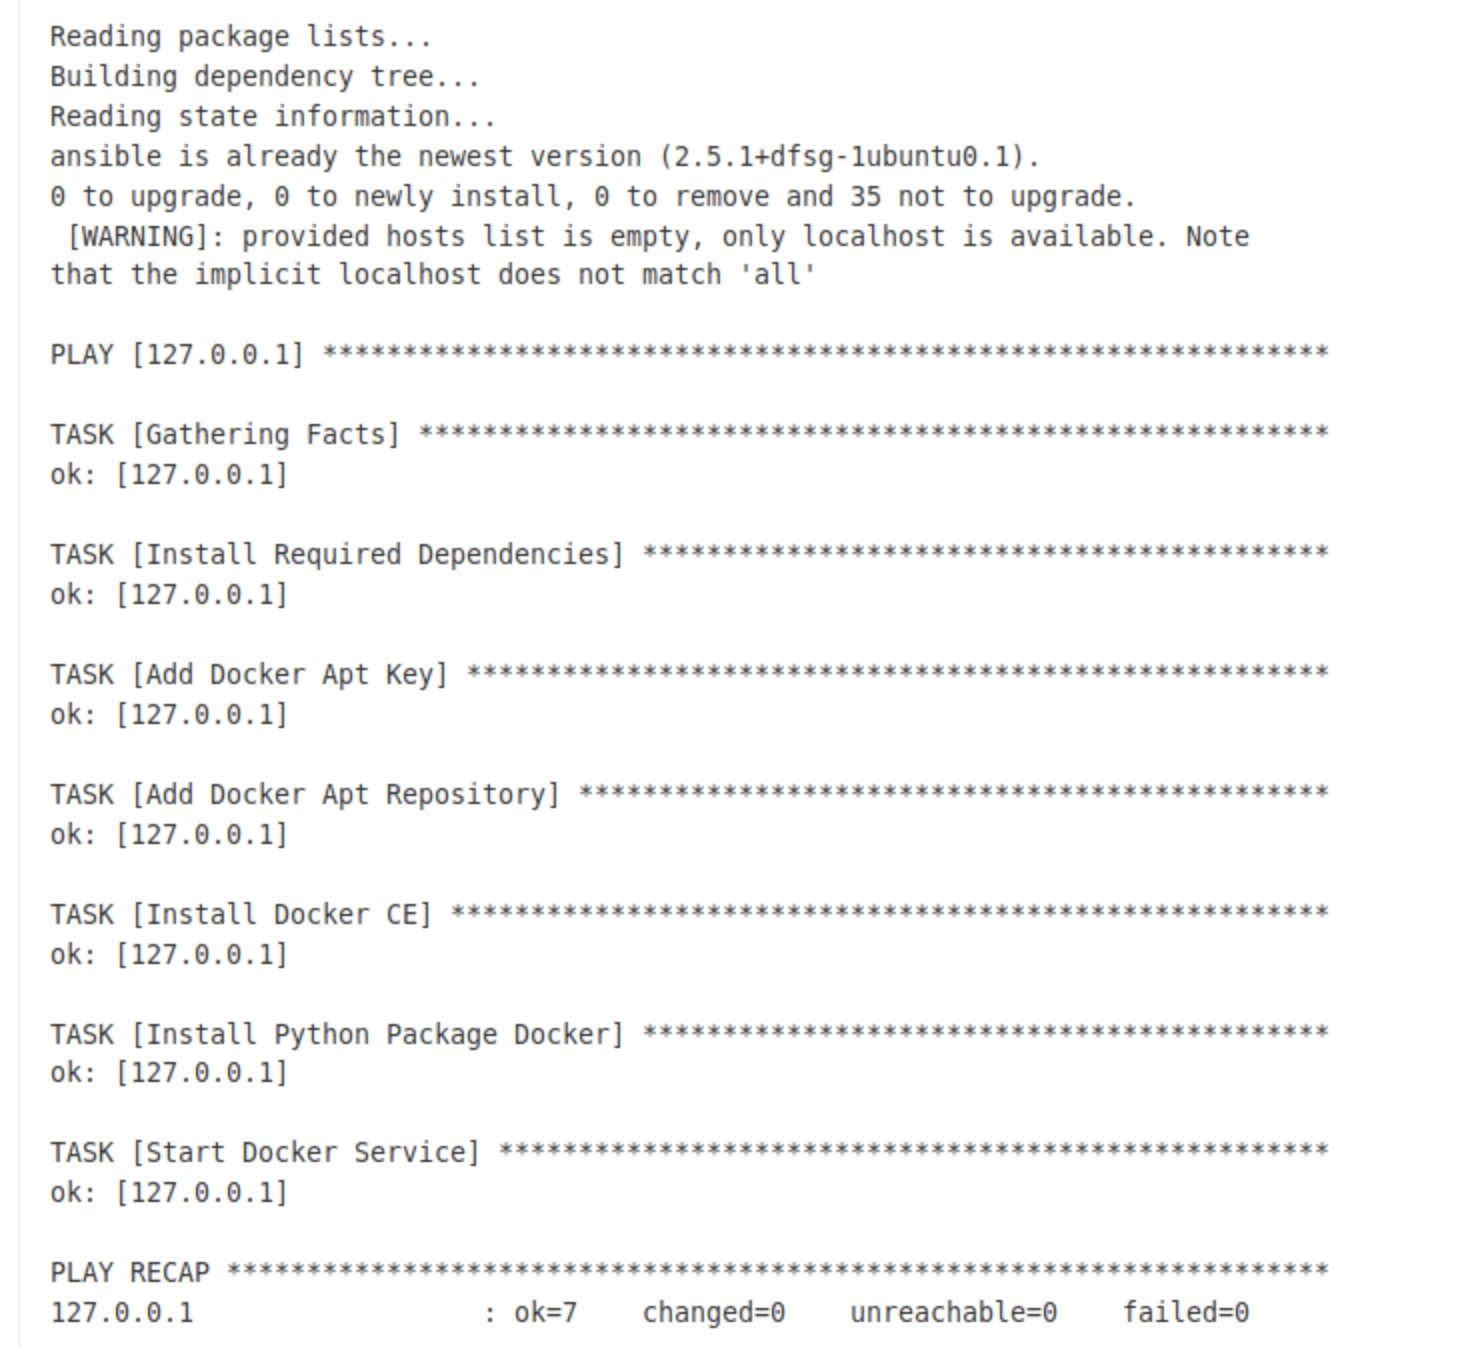 Reading package lists...
Building dependency tree...
Reading state information...
ansible is already the newest version (2.5.1+dfsg-1ubuntu0.1).
0 to upgrade, 0 to newly install, 0 to remove and 35 not to upgrade.
 [WARNING]: provided hosts list is empty, only localhost is available. Note
that the implicit localhost does not match 'all'

PLAY [127.0.0.1] ***************************************************************

TASK [Gathering Facts] *********************************************************
ok: [127.0.0.1]

TASK [Install Required Dependencies] *******************************************
ok: [127.0.0.1]

TASK [Add Docker Apt Key] ******************************************************
ok: [127.0.0.1]

TASK [Add Docker Apt Repository] ***********************************************
ok: [127.0.0.1]

TASK [Install Docker CE] *******************************************************
ok: [127.0.0.1]

TASK [Install Python Package Docker] *******************************************
ok: [127.0.0.1]

TASK [Start Docker Service] ****************************************************
ok: [127.0.0.1]

PLAY RECAP *********************************************************************
127.0.0.1                  : ok=7    changed=0    unreachable=0    failed=0